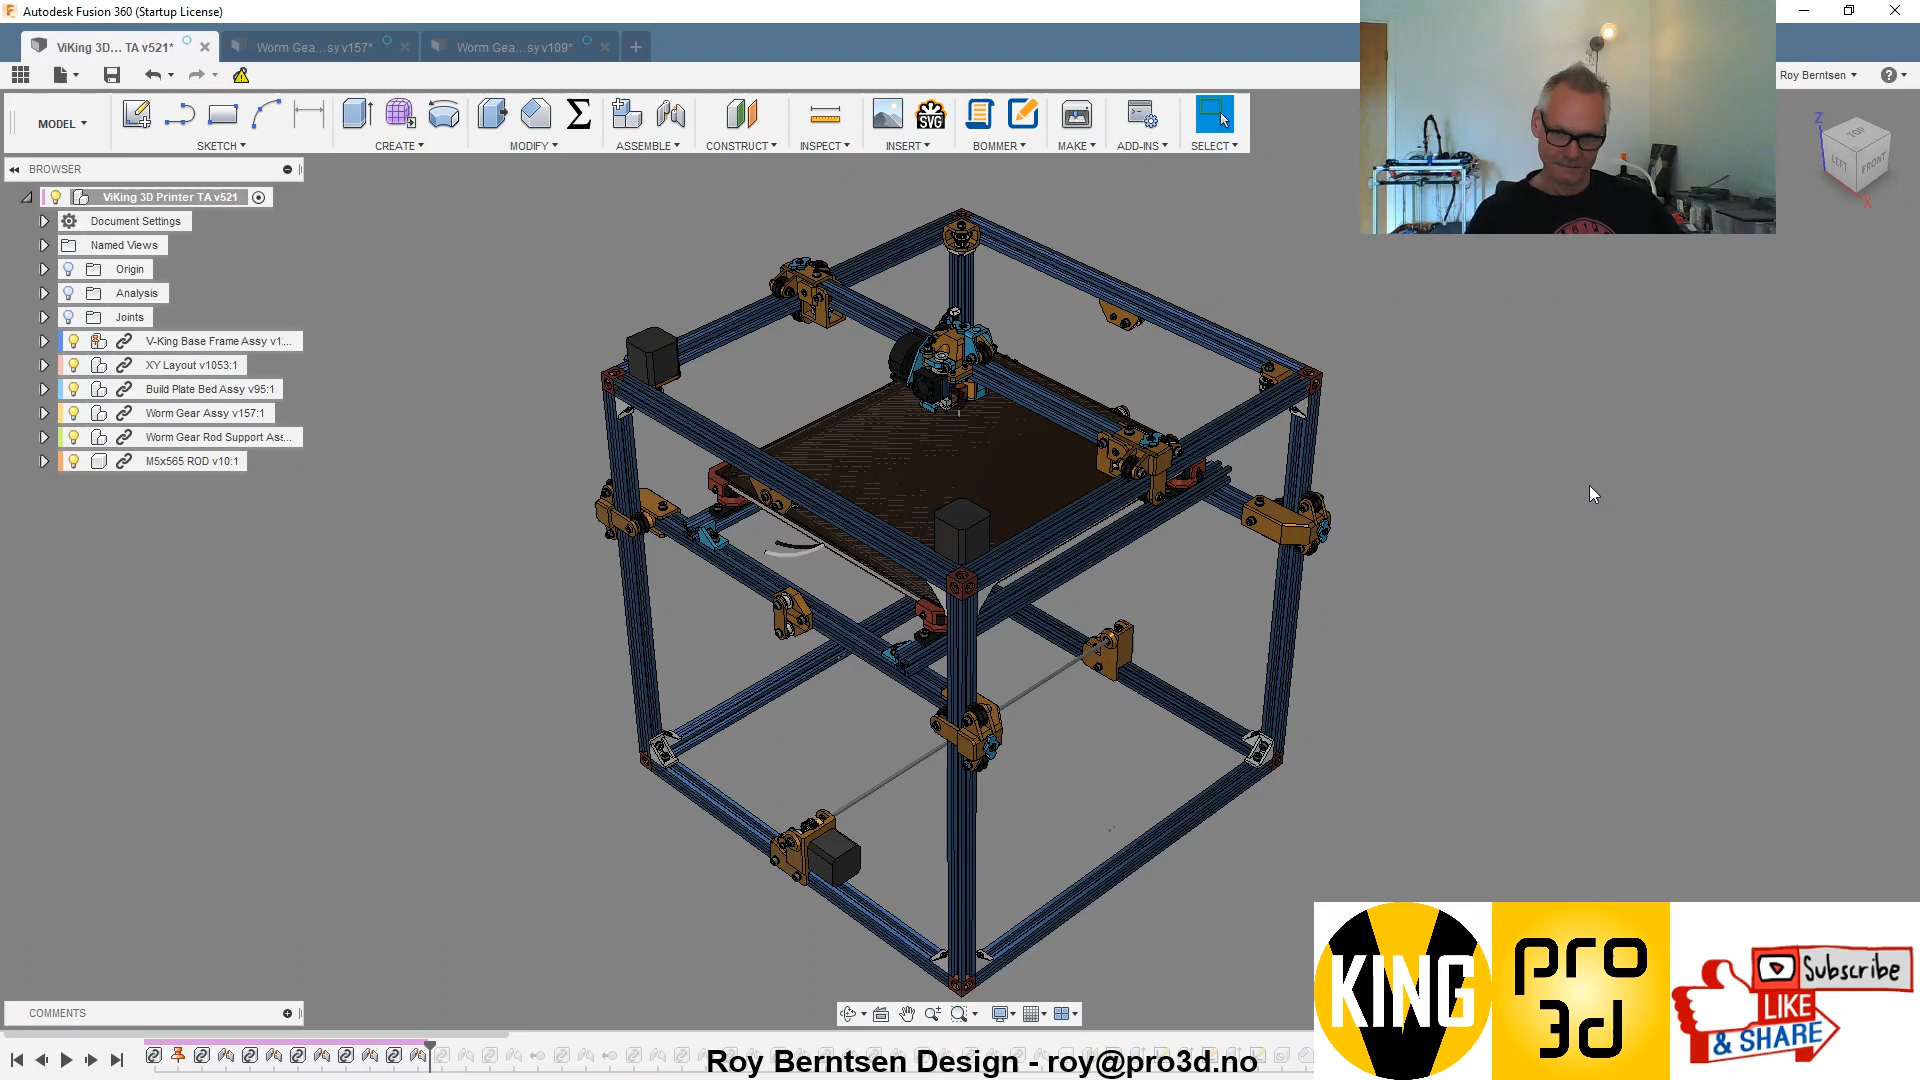 Autodesk Fusion 360 (Startup License)
ViKing 3D... TA v521*
Worm Gea...sy v157*
Worm Gea...sy v109*
Roy Berntsen
MODEL
SKETCH
CREATE
MODIFY
ASSEMBLE
CONSTRUCT
INSPECT
SVG
INSERT
BOMMER
MAKE
ADD-INS
SELECT
Z
TOP
LEFT
FRONT
X
BROWSER
ViKing 3D Printer TA v521
Document Settings
Named Views
Origin
Analysis
Joints
V-King Base Frame Assy v1...
XY Layout v1053:1
Build Plate Bed Assy v95:1
Worm Gear Assy v157:1
Worm Gear Rod Support Ass...
M5x565 ROD v10:1
COMMENTS
KING
pro
3d
Subscribe
LIKE
& SHARE
Roy Berntsen Design - roy@pro3d.no